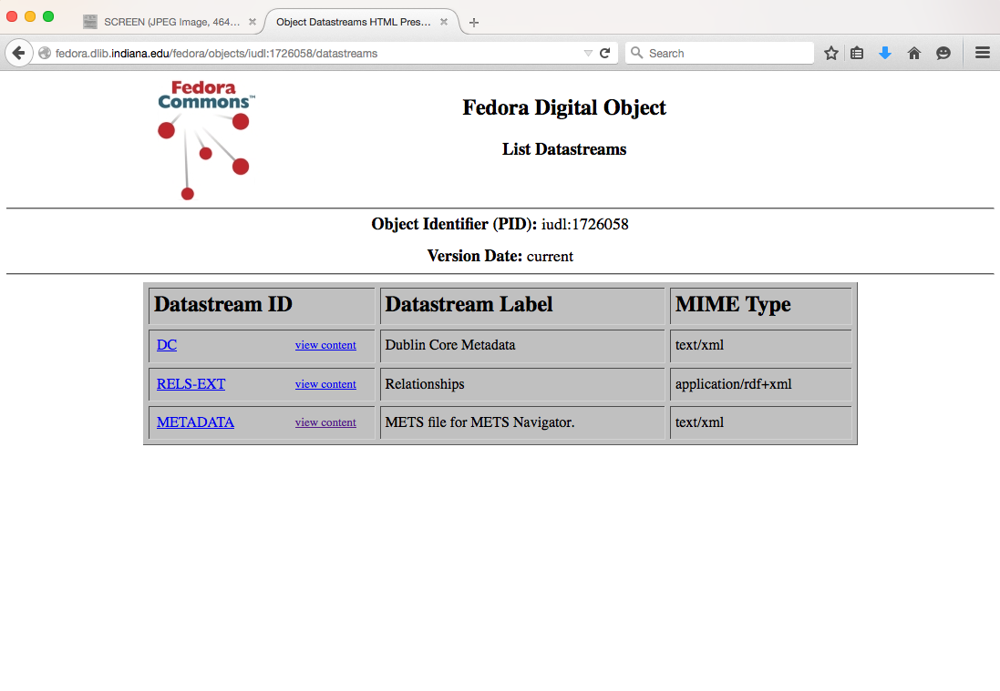 SCREEN (JPEG Image, 464...
Object Datastreams HTML Pres...
fedora.dlib.indiana.edu/fedora/objects/iudl:1726058/datastreams
Search
Fedora
Commons™
Fedora Digital Object
List Datastreams
Object Identifier (PID): iudl:1726058
Version Date: current
Datastream ID Datastream Label MIME Type
DC view content Dublin Core Metadata text/xml
RELS-EXT view content Relationships application/rdf+xml
METADATA view content METS file for METS Navigator. text/xml